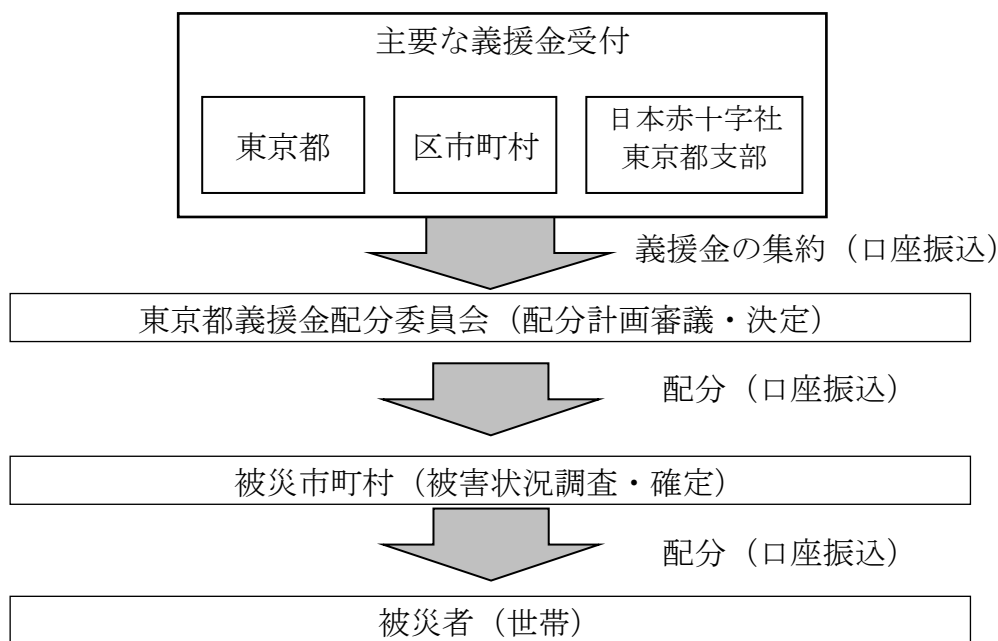 主要な義援金受付
東京都
区市町村
日本赤十字社
東京都支部
義援金の集約（口座振込）
東京都義援金配分委員会（配分計画審議・決定）
配分（口座振込）
被災市町村（被害状況調査・確定）
配分（口座振込）
被災者（世帯）